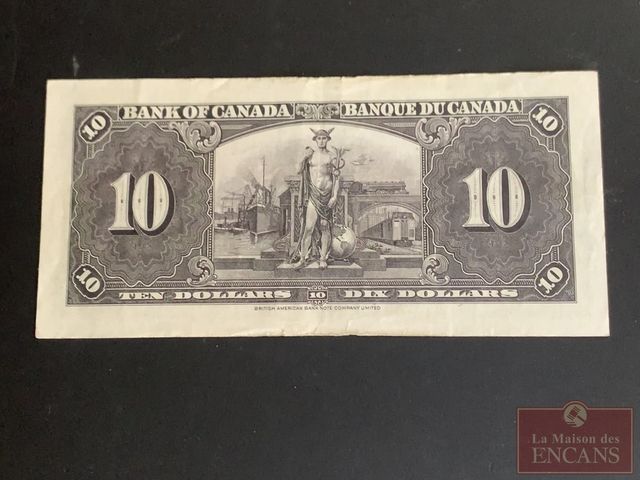 BANK OF CANADA BANQUE DU CANADA
10 10
10 10
10 10
TEN DOLLARS 10 DIX DOLLARS
BRITISH AMERICAN BANK NOTE COMPANY LIMITED
La Maison des
ENCANS